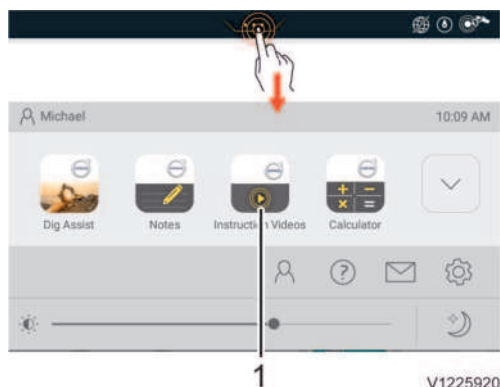 Michael 10:09 AM
Dig Assist Notes Instruction Videos Calculator
1
V1225920